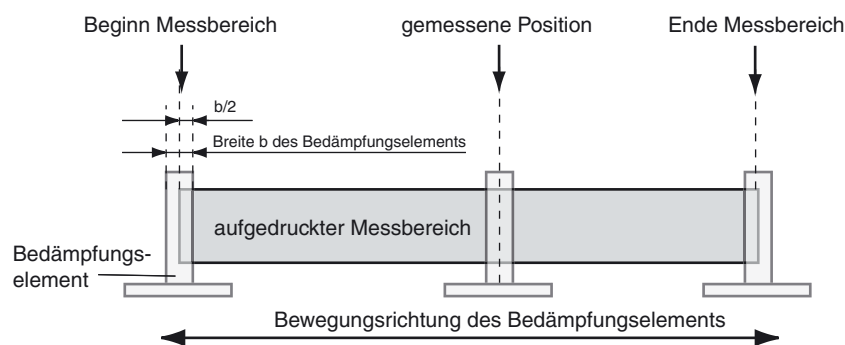 Beginn Messbereich
gemessene Position
Ende Messbereich
b/2
Breite b des Bedämpfungselements
aufgedruckter Messbereich
Bedämpfungs-
element
Bewegungsrichtung des Bedämpfungselements